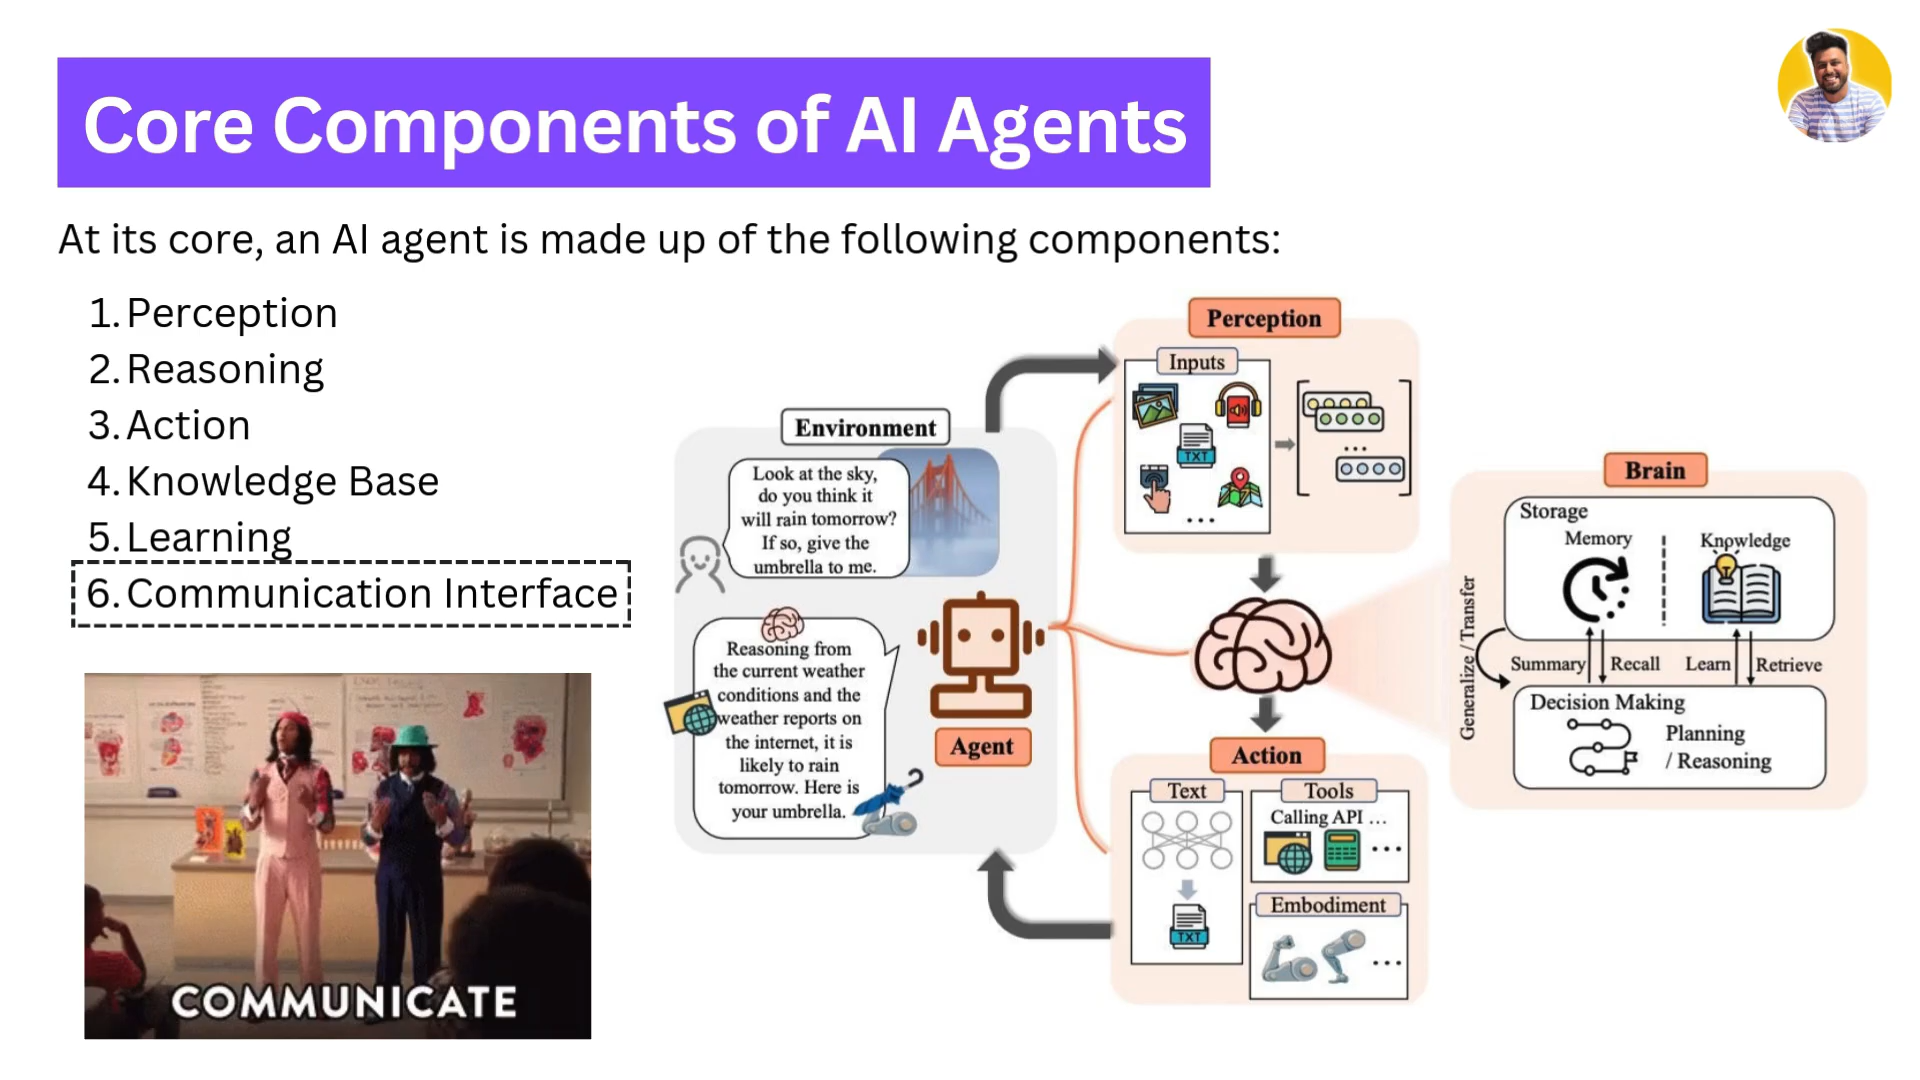 Core Components of AI Agents
At its core, an AI agent is made up of the following components:
1. Perception
2. Reasoning
3. Action
4. Knowledge Base
5. Learning
6. Communication Interface
COMMUNICATE
Environment
Look at the sky,
do you think it
will rain tomorrow?
If so, give the
umbrella to me.
Reasoning from
the current weather
conditions and the
weather reports on
the internet, it is
likely to rain
tomorrow. Here is
your umbrella.
Agent
Perception
Inputs
TXT
...
...
Brain
Storage
Memory
Knowledge
Generalize / Transfer
Summary
Recall
Learn
Retrieve
Decision Making
Planning
/ Reasoning
Action
Text
TXT
Tools
Calling API ...
...
Embodiment
...